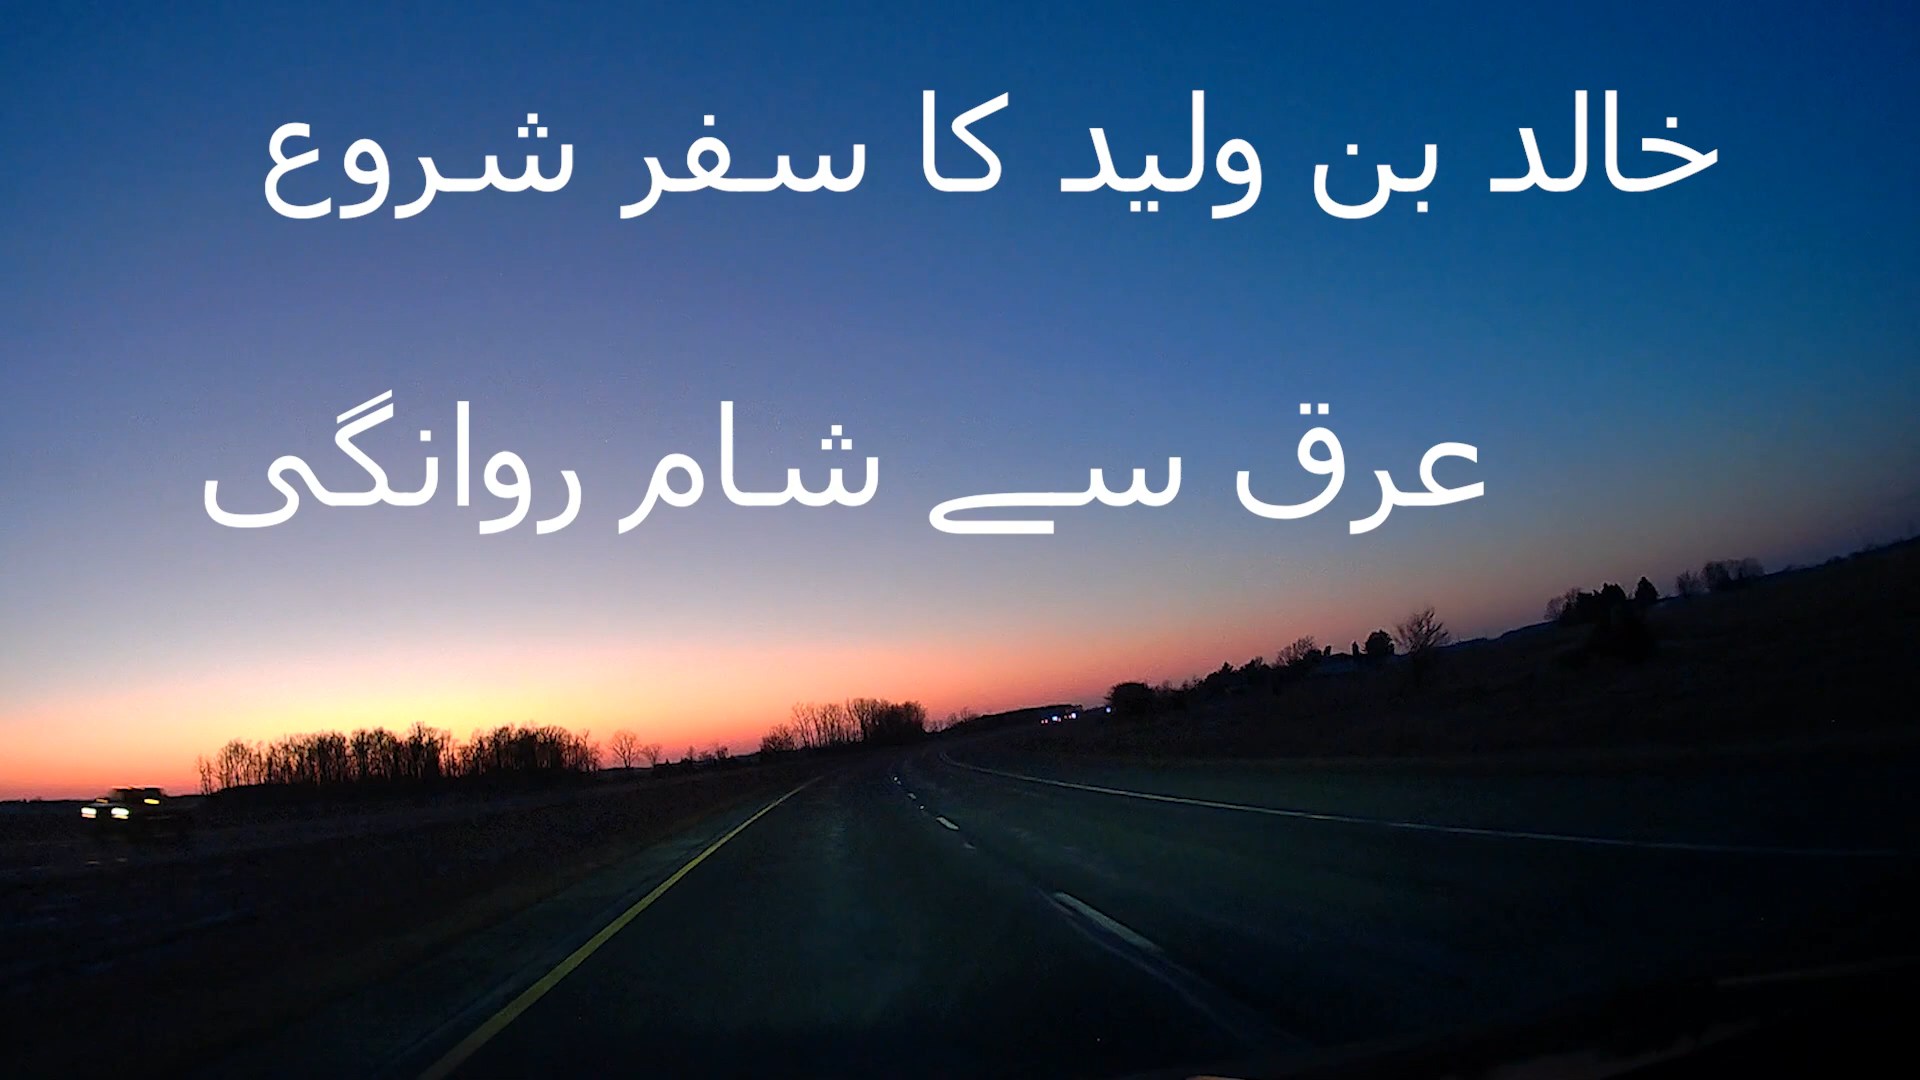 خالد بن ولید کا سفر شروع
عرق سے شام روانگی